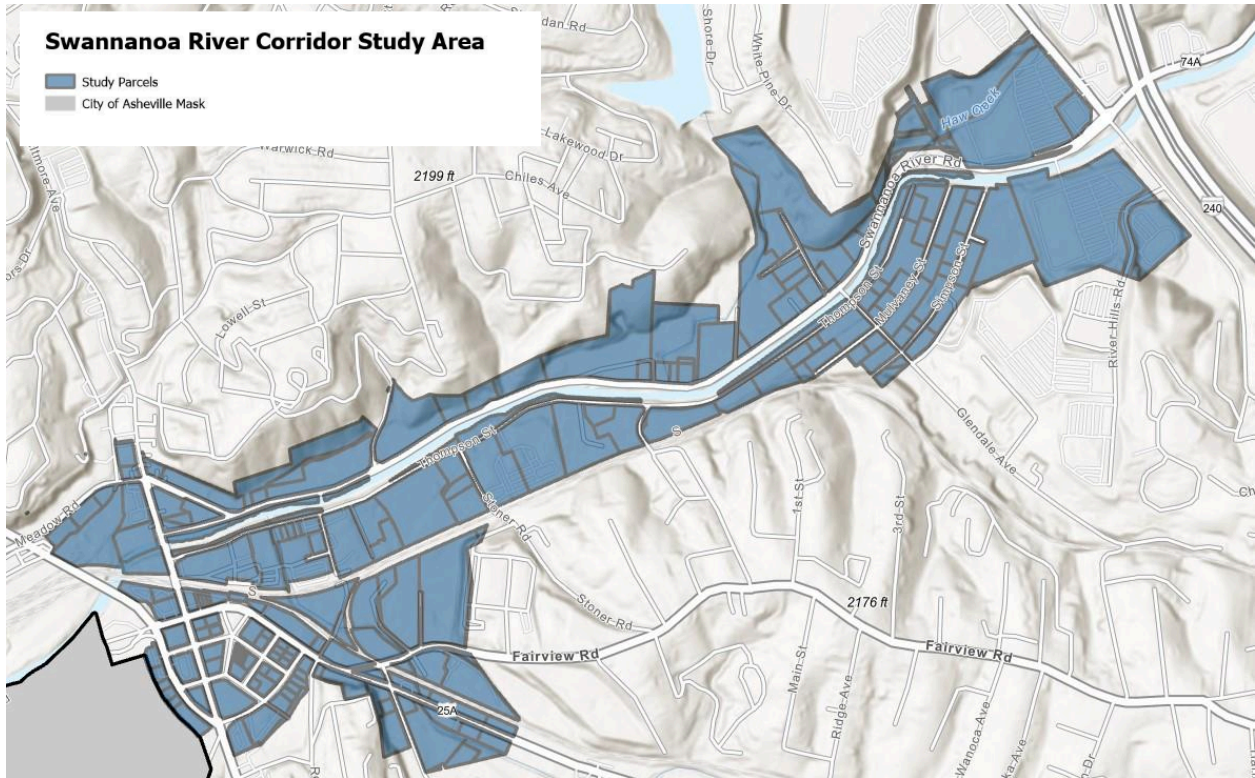 Swannanoa River Corridor Study Area
Study Parcels
City of Asheville Mask
Shore Dr
White Pine Dr
74A
Haw Creek
Lakewood Dr
Warwick Rd
2199 ft
Chiles Ave
Swannanoa River Rd
240
Lowell St
Thompson St
Mulvaney St
Simpson St
River Hills Rd
Thompson St
S
Glendale Ave
Meadow Rd
Stoner Rd
1st St
3rd St
S
Stoner Rd
2176 ft
Fairview Rd
Fairview Rd
Main St
Ridge Ave
Wanoca Ave
25A